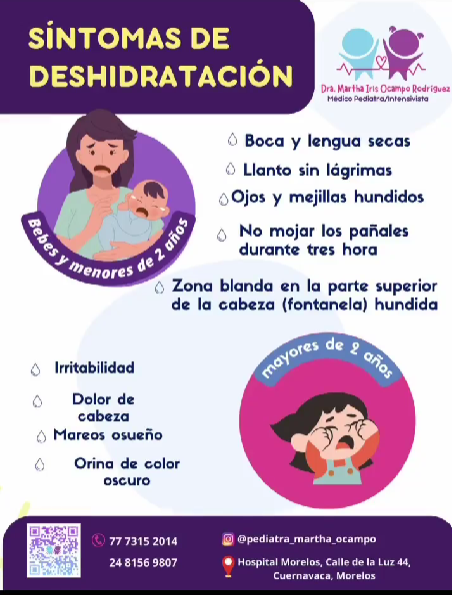 SÍNTOMAS DE
DESHIDRATACIÓN
Dra. Martha Iris Ocampo Rodríguez
Médico Pediatra/Intensivista
Boca y lengua secas
Llanto sin lágrimas
Ojos y mejillas hundidos
No mojar los pañales
durante tres hora
Zona blanda en la parte superior
de la cabeza (fontanela) hundida
Bebes y menores de 2 años
mayores de 2 años
Irritabilidad
Dolor de
cabeza
Mareos osueño
Orina de color
oscuro
77 7315 2014
24 8156 9807
@pediatra_martha_ocampo
Hospital Morelos, Calle de la Luz 44,
Cuernavaca, Morelos